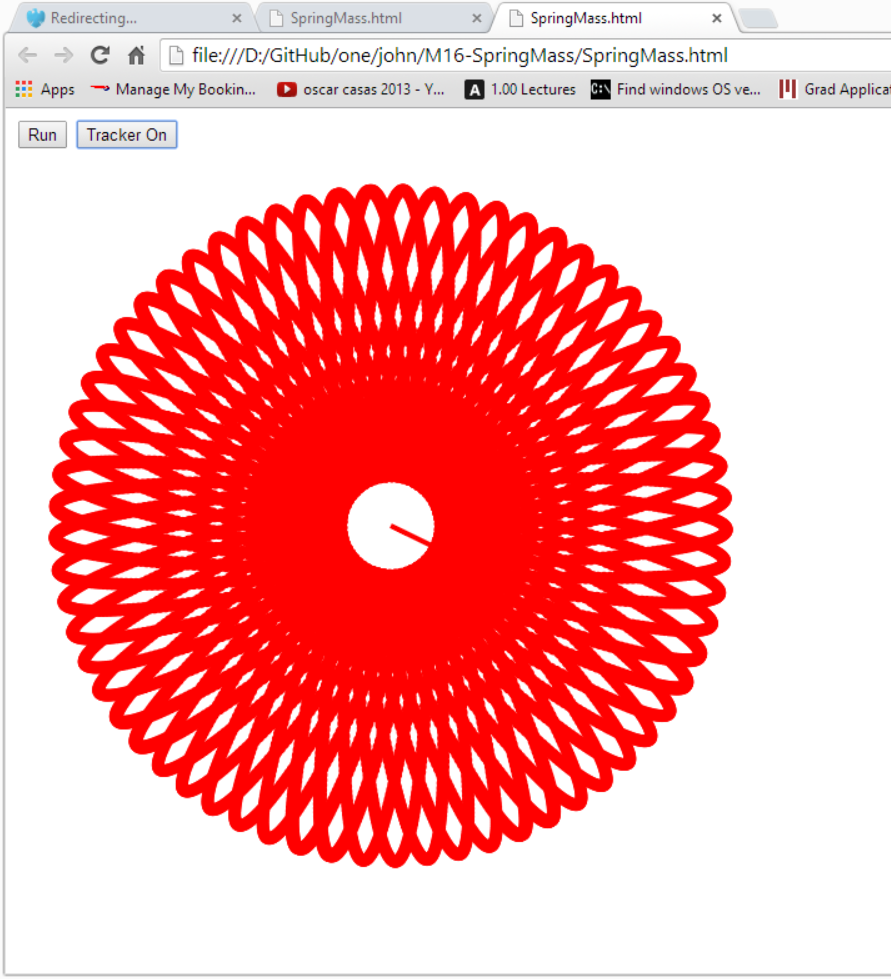 Redirecting... SpringMass.html SpringMass.html
file:///D:/GitHub/one/john/M16-SpringMass/SpringMass.html
Apps Manage My Bookin... oscar casas 2013 - Y... A 1.00 Lectures C:\ Find windows OS ve... Grad Applica
Run Tracker On